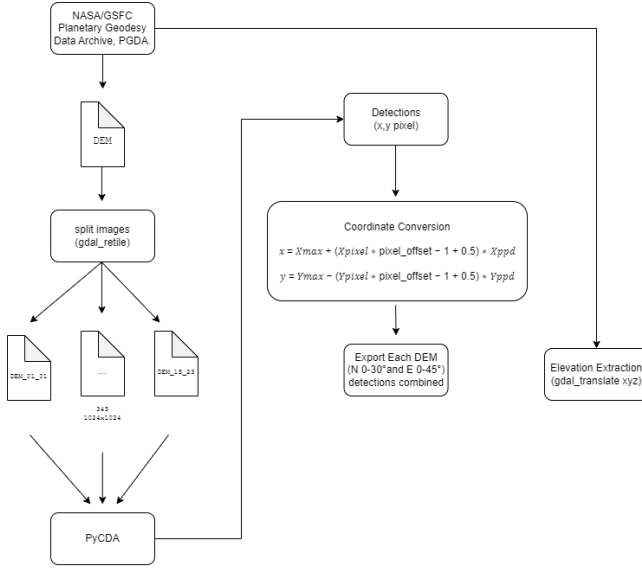 NASA/GSFC
Planetary Geodesy
Data Archive, PGDA.
DEM
split images
(gdal_retile)
DEM_01_01
...
DEM_15_23
345
1024x1024
PyCDA
Detections
(x,y pixel)
Coordinate Conversion
x = Xmax + (Xpixel * pixel_offset − 1 + 0.5) * Xppd
y = Ymax − (Ypixel * pixel_offset − 1 + 0.5) * Yppd
Export Each DEM
(N 0-30°and E 0-45°)
detections combined
Elevation Extraction
(gdal_translate xyz)